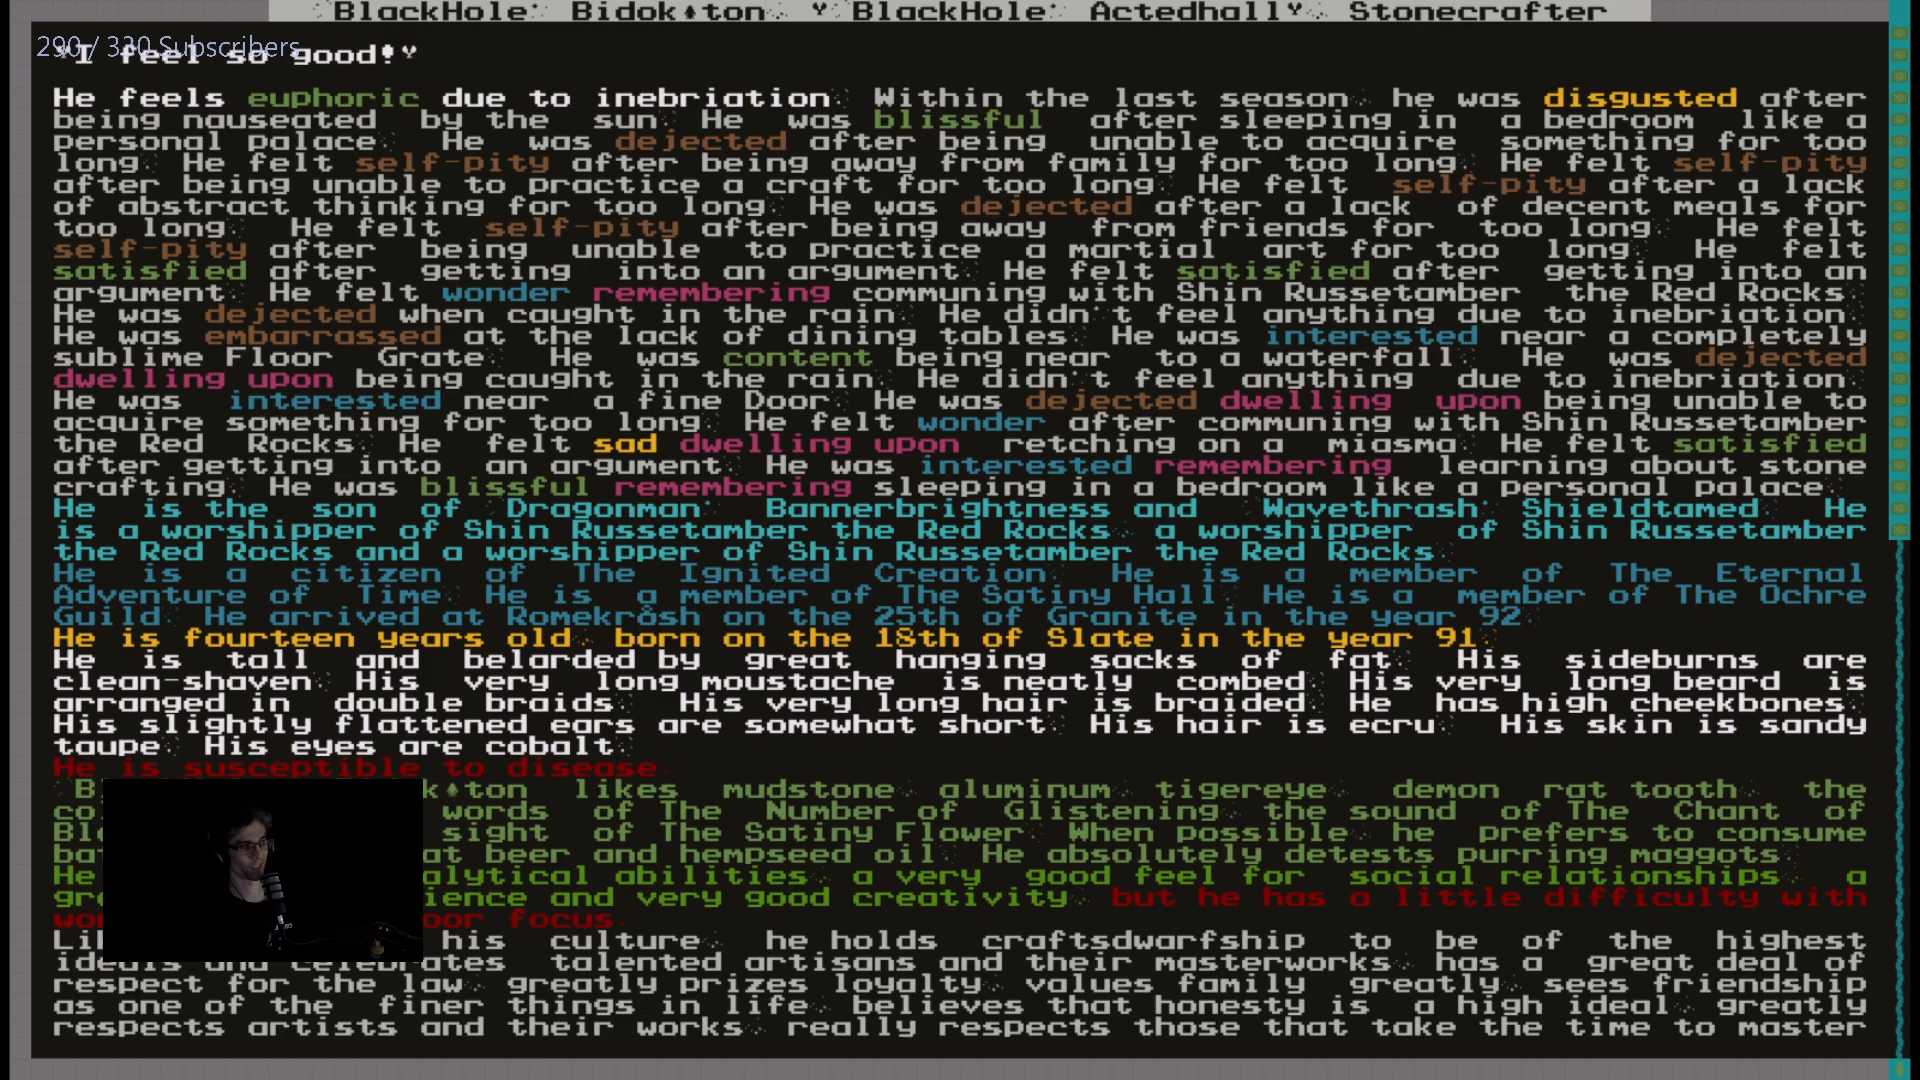 `BlackHole' Bidok♦ton, "BlackHole' Actedhall", Stonecrafter
290 / 330 Subscribers
"I feel so good!"
He feels euphoric due to inebriation. Within the last season, he was disgusted after
being nauseated by the sun. He was blissful after sleeping in a bedroom like a
personal palace. He was dejected after being unable to acquire something for too
long. He felt self-pity after being away from family for too long. He felt self-pity
after being unable to practice a craft for too long. He felt self-pity after a lack
of abstract thinking for too long. He was dejected after a lack of decent meals for
too long. He felt self-pity after being away from friends for too long. He felt
self-pity after being unable to practice a martial art for too long. He felt
satisfied after getting into an argument. He felt satisfied after getting into an
argument. He felt wonder remembering communing with Shin Russetamber the Red Rocks.
He was dejected when caught in the rain. He didn't feel anything due to inebriation.
He was embarrassed at the lack of dining tables. He was interested near a completely
sublime Floor Grate. He was content being near to a waterfall. He was dejected
dwelling upon being caught in the rain. He didn't feel anything due to inebriation.
He was interested near a fine Door. He was dejected dwelling upon being unable to
acquire something for too long. He felt wonder after communing with Shin Russetamber
the Red Rocks. He felt sad dwelling upon retching on a miasma. He felt satisfied
after getting into an argument. He was interested remembering learning about stone
crafting. He was blissful remembering sleeping in a bedroom like a personal palace.
He is the son of Dragonman' Bannerbrightness and Wavethrash Shieldtamed. He
is a worshipper of Shin Russetamber the Red Rocks, a worshipper of Shin Russetamber
the Red Rocks and a worshipper of Shin Russetamber the Red Rocks.
He is a citizen of The Ignited Creation. He is a member of The Eternal
Adventure of Time. He is a member of The Satiny Hall. He is a member of The Ochre
Guild. He arrived at Romekråsh on the 25th of Granite in the year 92.
He is fourteen years old, born on the 18th of Slate in the year 91.
He is tall and belarded by great hanging sacks of fat. His sideburns are
clean-shaven. His very long moustache is neatly combed. His very long beard is
arranged in double braids. His very long hair is braided. He has high cheekbones.
His slightly flattened ears are somewhat short. His hair is ecru. His skin is sandy
taupe. His eyes are cobalt.
He is susceptible to disease.
k♦ton likes mudstone, aluminum, tigereye, demon rat tooth, the
words of The Number of Glistening, the sound of The Chant of
sight of The Satiny Flower. When possible, he prefers to consume
beer and hempseed oil. He absolutely detests purring maggots.
He abilities, a very good feel for social relationships, a
and very good creativity, but he has a little difficulty with
focus.
his culture, he holds craftsdwarfship to be of the highest
ideals and celebrates talented artisans and their masterworks, has a great deal of
respect for the law, greatly prizes loyalty, values family greatly, sees friendship
as one of the finer things in life, believes that honesty is a high ideal, greatly
respects artists and their works, really respects those that take the time to master